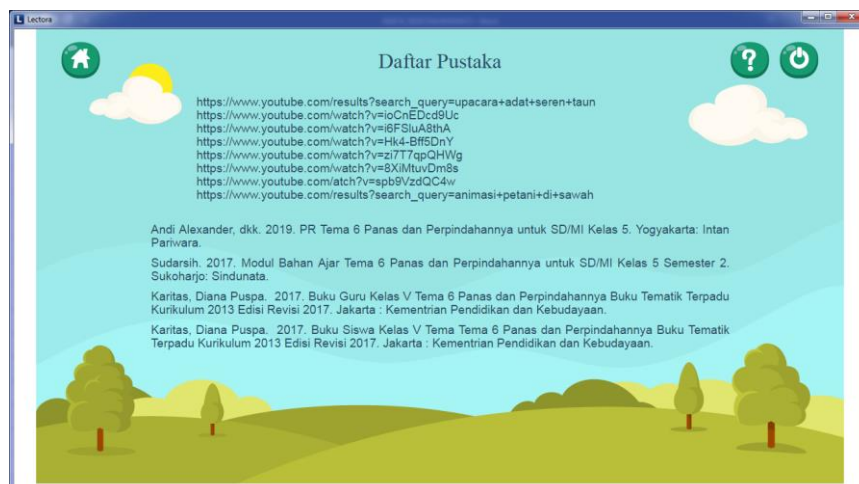 Lectora
Daftar Pustaka
?
https://www.youtube.com/results?search_query=upacara+adat+seren+taun
https://www.youtube.com/watch?v=ioCnEDcd9Uc
https://www.youtube.com/watch?v=i6FSluA8thA
https://www.youtube.com/watch?v=Hk4-Bff5DnY
https://www.youtube.com/watch?v=zi7T7qpQHWg
https://www.youtube.com/watch?v=8XiMtuvDm8s
https://www.youtube.com/atch?v=spb9VzdQC4w
https://www.youtube.com/results?search_query=animasi+petani+di+sawah
Andi Alexander, dkk. 2019. PR Tema 6 Panas dan Perpindahannya untuk SD/MI Kelas 5. Yogyakarta: Intan
Pariwara.
Sudarsih. 2017. Modul Bahan Ajar Tema 6 Panas dan Perpindahannya untuk SD/MI Kelas 5 Semester 2.
Sukoharjo: Sindunata.
Karitas, Diana Puspa. 2017. Buku Guru Kelas V Tema 6 Panas dan Perpindahannya Buku Tematik Terpadu
Kurikulum 2013 Edisi Revisi 2017. Jakarta : Kementrian Pendidikan dan Kebudayaan.
Karitas, Diana Puspa. 2017. Buku Siswa Kelas V Tema Tema 6 Panas dan Perpindahannya Buku Tematik
Terpadu Kurikulum 2013 Edisi Revisi 2017. Jakarta : Kementrian Pendidikan dan Kebudayaan.